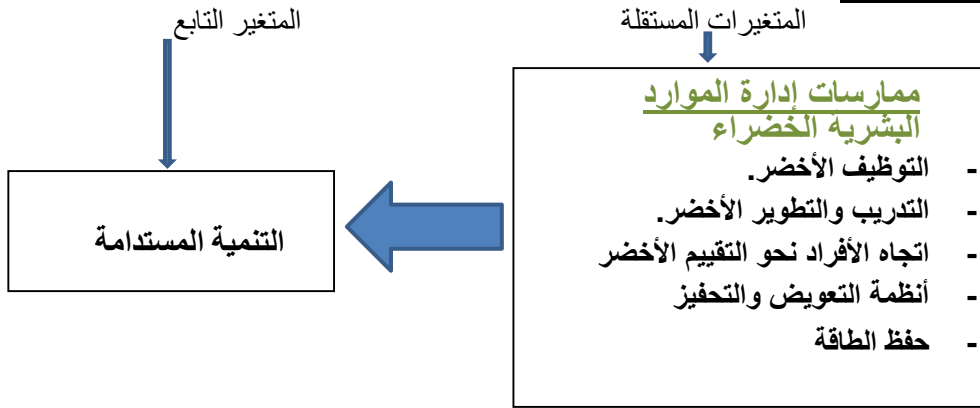 المتغيرات المستقلة
المتغير التابع
ممارسات إدارة الموارد
البشرية الخضراء
- التوظيف الأخضر.
- التدريب والتطوير الأخضر.
- اتجاه الأفراد نحو التقييم الأخضر
- أنظمة التعويض والتحفيز
- حفظ الطاقة
التنمية المستدامة